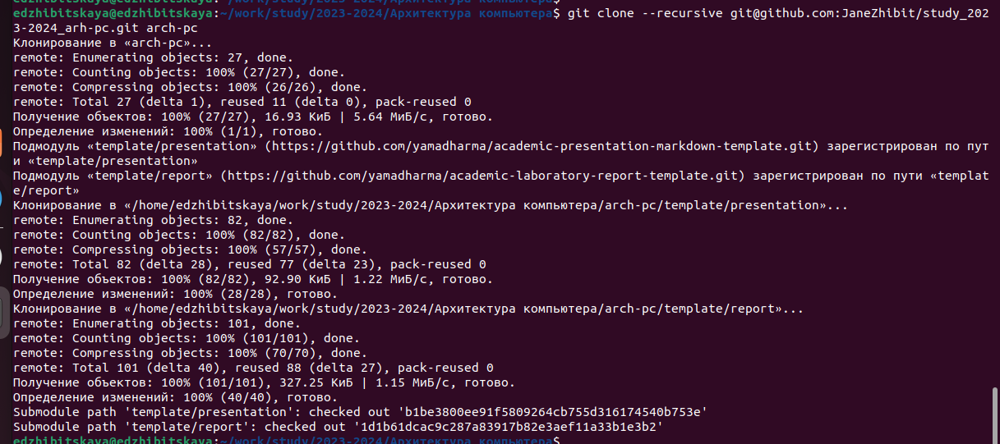 edzhibitskaya@edzhibitskaya:~/work/study/2023-2024/Архитектура компьютера$
edzhibitskaya@edzhibitskaya:~/work/study/2023-2024/Архитектура компьютера$ git clone --recursive git@github.com:JaneZhibit/study_202
3-2024_arh-pc.git arch-pc
Клонирование в «arch-pc»...
remote: Enumerating objects: 27, done.
remote: Counting objects: 100% (27/27), done.
remote: Compressing objects: 100% (26/26), done.
remote: Total 27 (delta 1), reused 11 (delta 0), pack-reused 0
Получение объектов: 100% (27/27), 16.93 КиБ | 5.64 МиБ/с, готово.
Определение изменений: 100% (1/1), готово.
Подмодуль «template/presentation» (https://github.com/yamadharma/academic-presentation-markdown-template.git) зарегистрирован по пут
и «template/presentation»
Подмодуль «template/report» (https://github.com/yamadharma/academic-laboratory-report-template.git) зарегистрирован по пути «templat
e/report»
Клонирование в «/home/edzhibitskaya/work/study/2023-2024/Архитектура компьютера/arch-pc/template/presentation»...
remote: Enumerating objects: 82, done.
remote: Counting objects: 100% (82/82), done.
remote: Compressing objects: 100% (57/57), done.
remote: Total 82 (delta 28), reused 77 (delta 23), pack-reused 0
Получение объектов: 100% (82/82), 92.90 КиБ | 1.22 МиБ/с, готово.
Определение изменений: 100% (28/28), готово.
Клонирование в «/home/edzhibitskaya/work/study/2023-2024/Архитектура компьютера/arch-pc/template/report»...
remote: Enumerating objects: 101, done.
remote: Counting objects: 100% (101/101), done.
remote: Compressing objects: 100% (70/70), done.
remote: Total 101 (delta 40), reused 88 (delta 27), pack-reused 0
Получение объектов: 100% (101/101), 327.25 КиБ | 1.15 МиБ/с, готово.
Определение изменений: 100% (40/40), готово.
Submodule path 'template/presentation': checked out 'b1be3800ee91f5809264cb755d316174540b753e'
Submodule path 'template/report': checked out '1d1b61dcac9c287a83917b82e3aef11a33b1e3b2'
edzhibitskaya@edzhibitskaya:~/work/study/2023-2024/Архитектура компьютера$